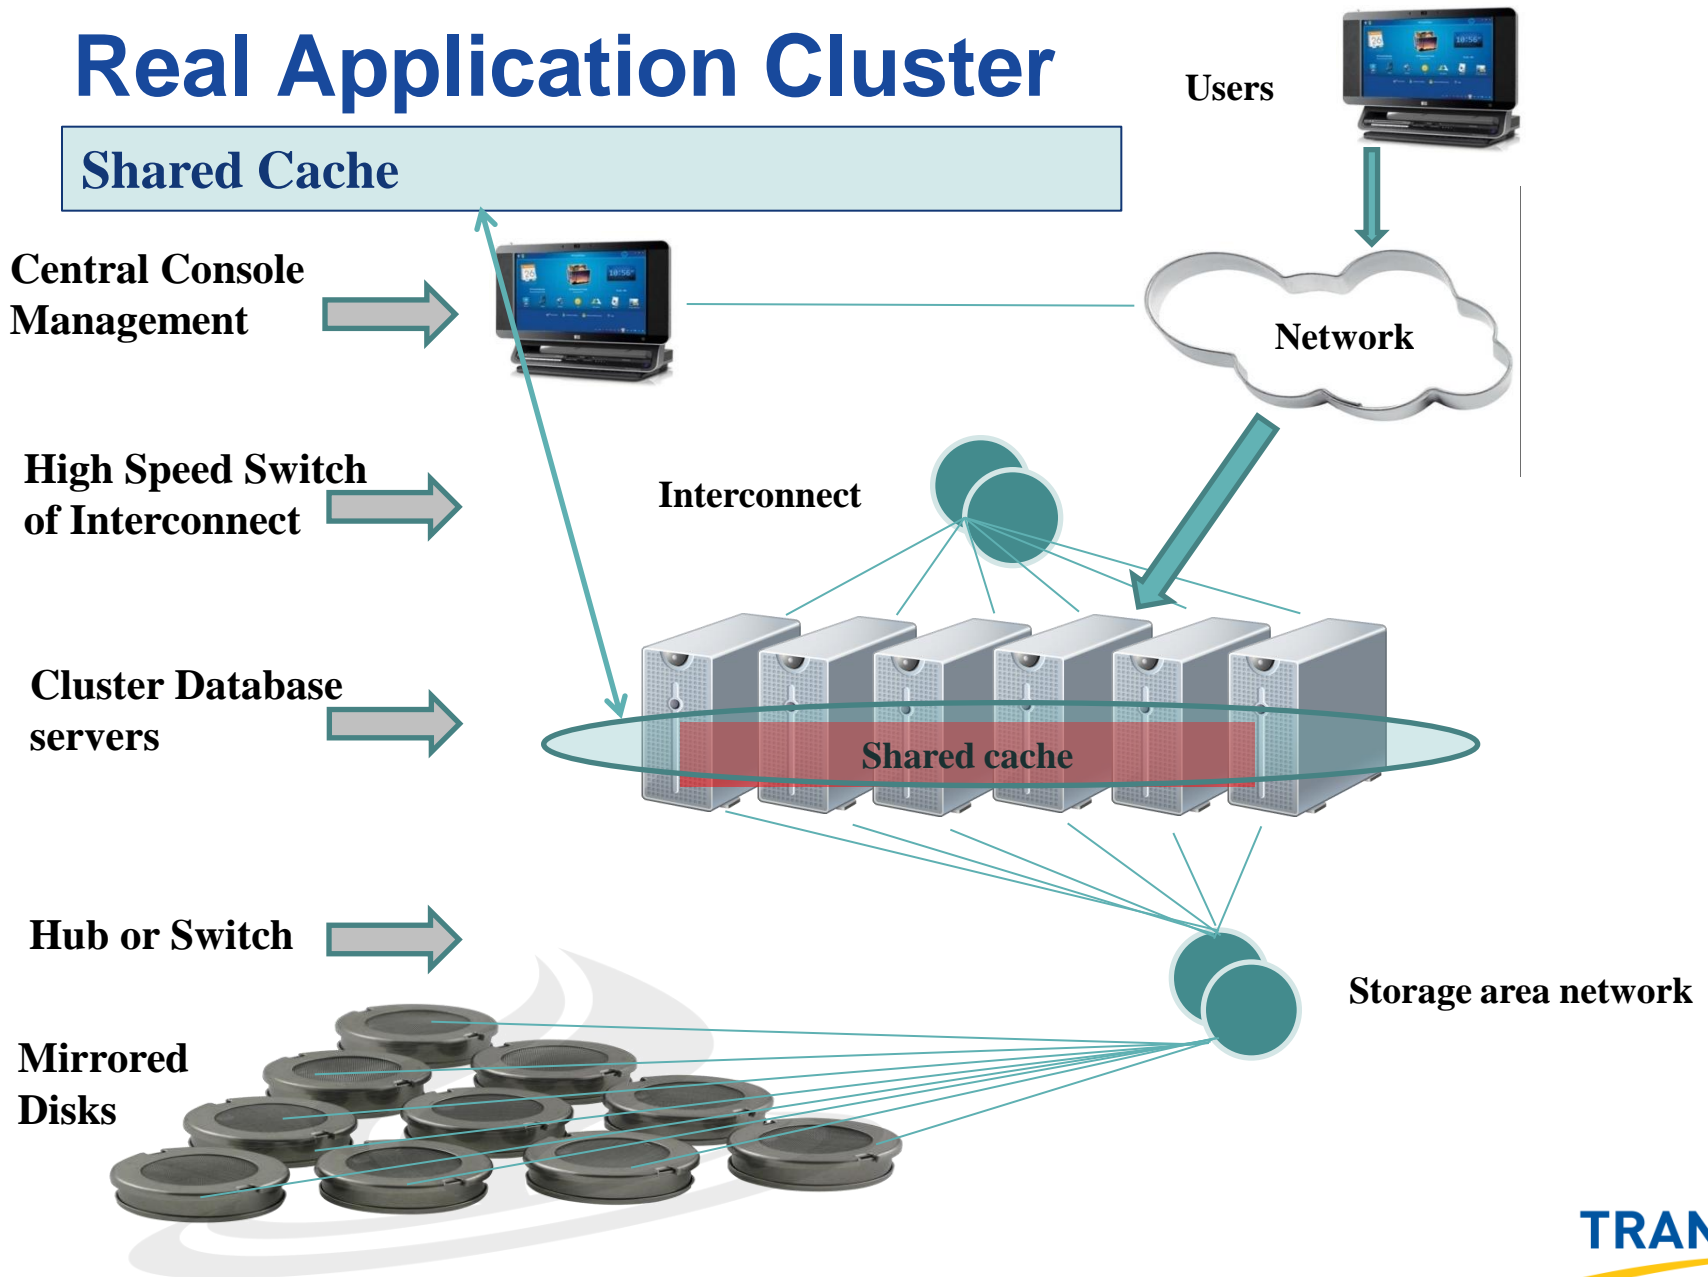 Real Application Cluster
Users
Shared Cache
Central Console
Management
Network
High Speed Switch
of Interconnect
Interconnect
Cluster Database
servers
Shared cache
Hub or Switch
Storage area network
Mirrored
Disks